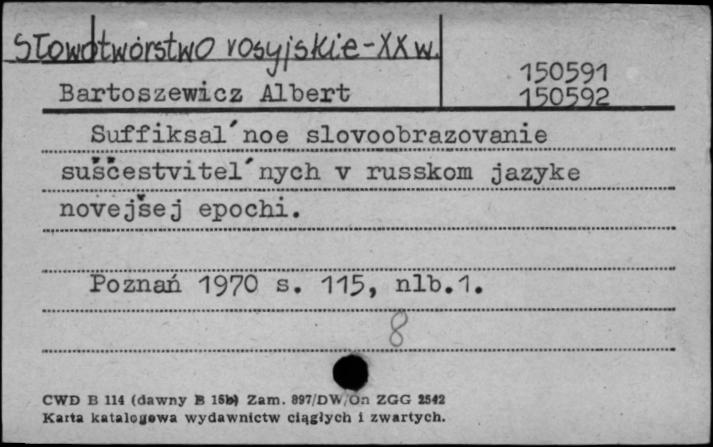 Słowotwórstwo rosyjskie - XX w.
150591
Bartoszewicz Albert
150592
Suffiksal´noe slovoobrazovanie
suščestvitel´nych v russkom jazyke
novejšej epochi.
Poznań 1970 s. 115, nlb.1.
8
CWD B 114 (dawny B 15b) Zam. 897/DW/On ZGG 2542
Karta katalogowa wydawnictw ciągłych i zwartych.